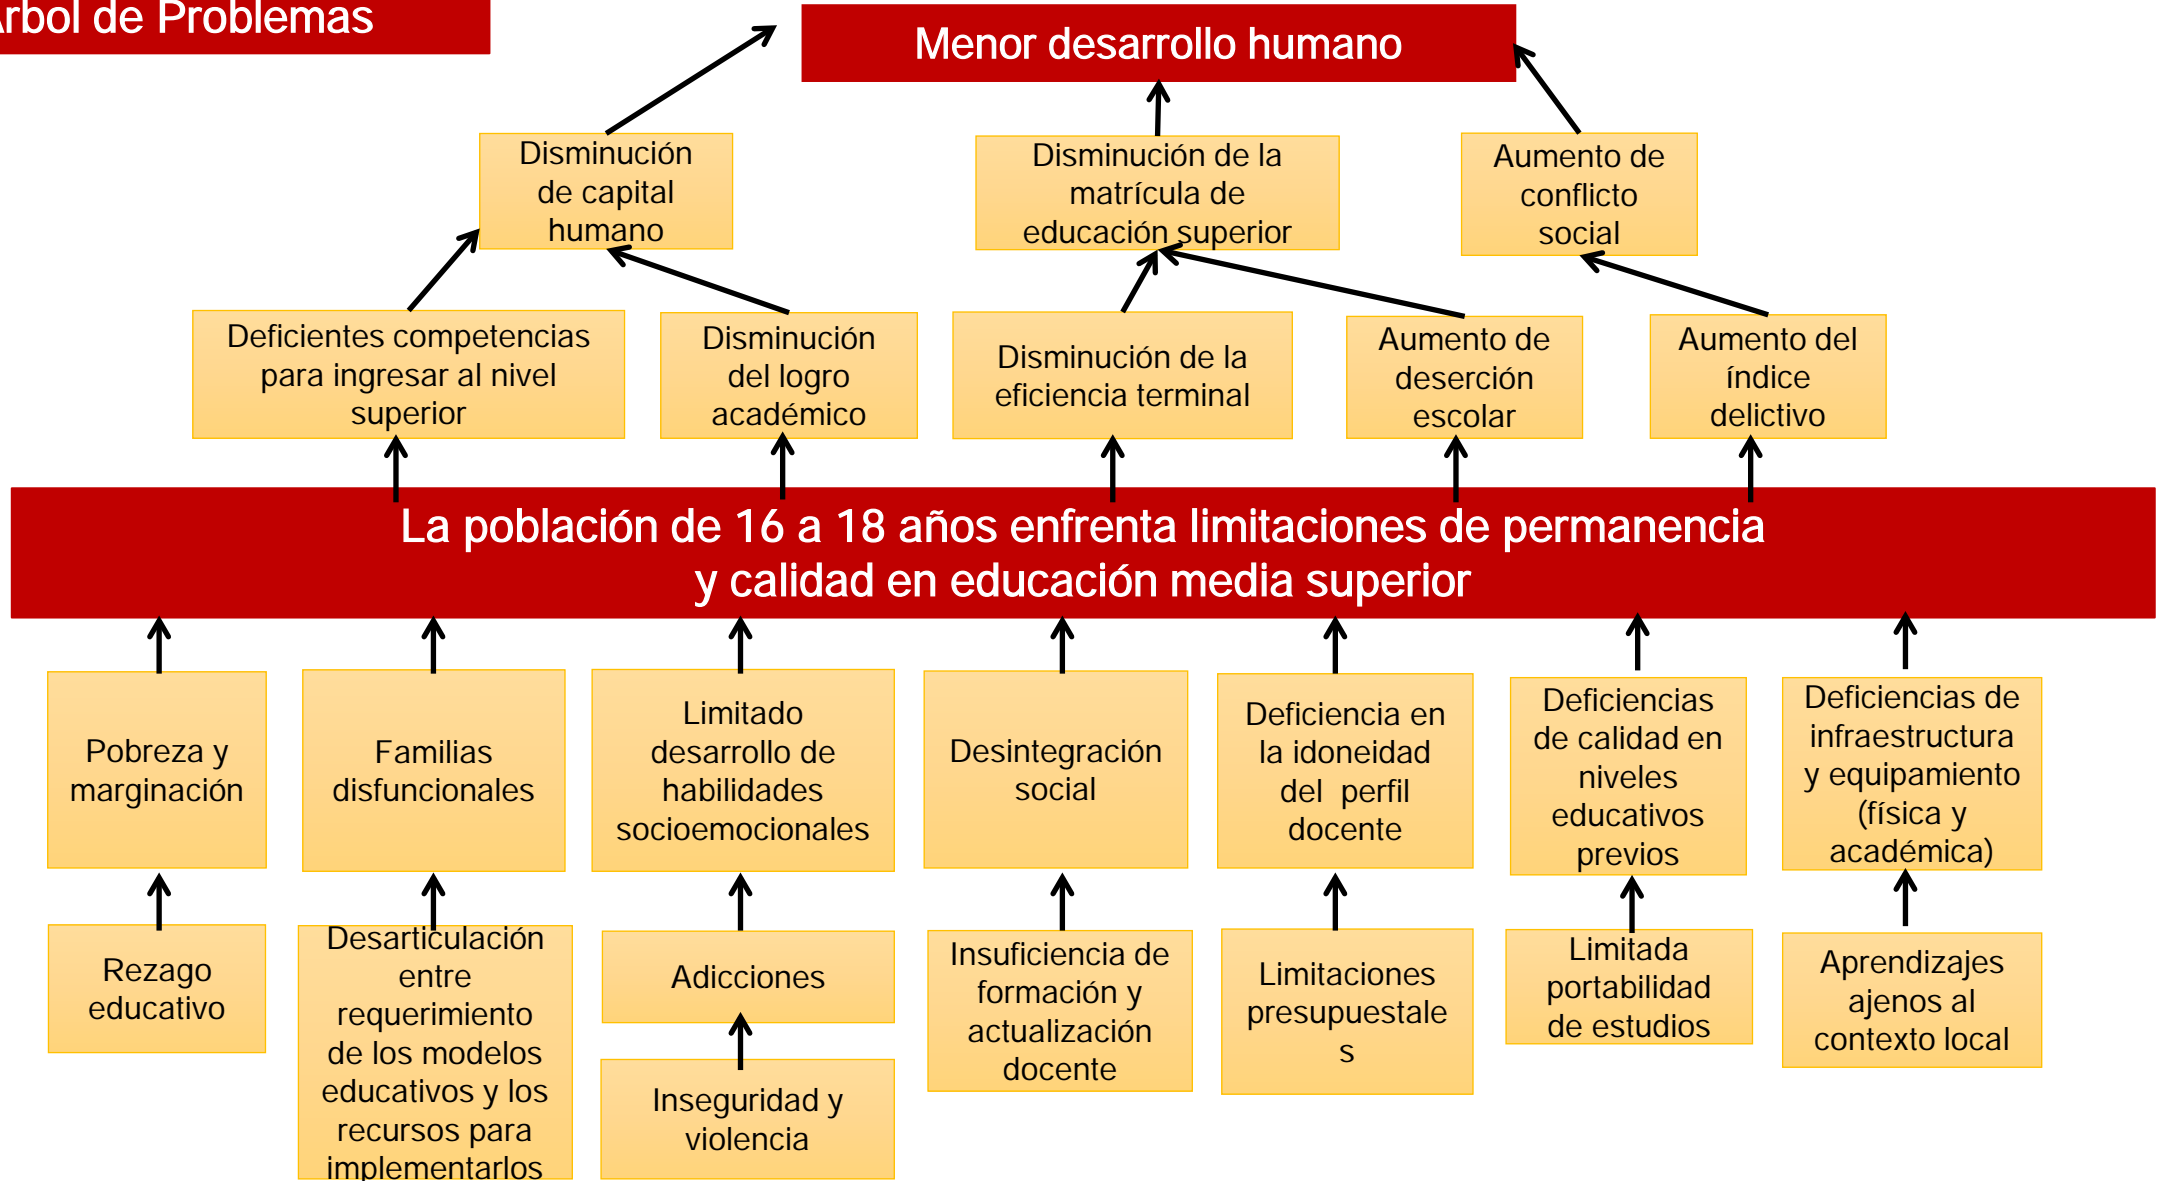 Árbol de Problemas
Menor desarrollo humano
Disminución
de capital
humano
Disminución de la
matrícula de
educación superior
Aumento de
conflicto
social
Deficientes competencias
para ingresar al nivel
superior
Disminución
del logro
académico
Disminución de la
eficiencia terminal
Aumento de
deserción
escolar
Aumento del
índice
delictivo
La población de 16 a 18 años enfrenta limitaciones de permanencia
y calidad en educación media superior
Pobreza y
marginación
Familias
disfuncionales
Limitado
desarrollo de
habilidades
socioemocionales
Desintegración
social
Deficiencia en
la idoneidad
del  perfil
docente
Deficiencias
de calidad en
niveles
educativos
previos
Deficiencias de
infraestructura
y equipamiento
(física y
académica)
Rezago
educativo
Desarticulación
entre
requerimiento
de los modelos
educativos y los
recursos para
implementarlos
Adicciones
Inseguridad y
violencia
Insuficiencia de
formación y
actualización
docente
Limitaciones
presupuestale
s
Limitada
portabilidad
de estudios
Aprendizajes
ajenos al
contexto local